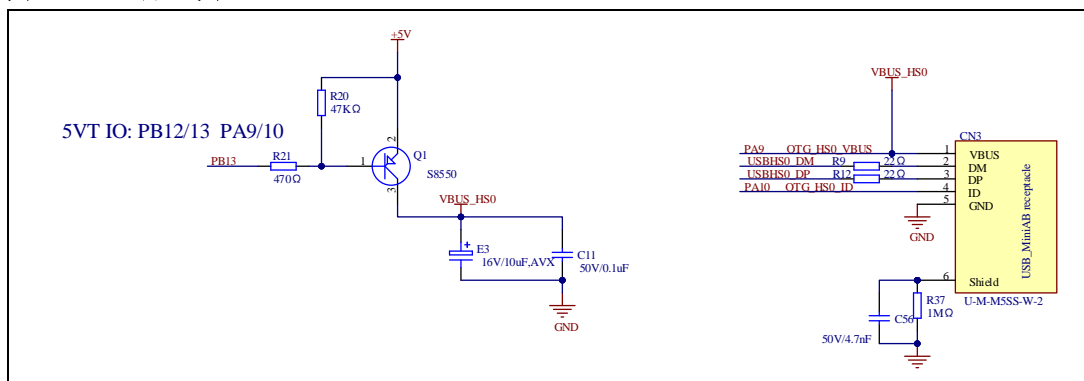 +5V
R20
47KΩ
5VT IO: PB12/13 PA9/10
PB13
R21
470Ω
1
2
3
Q1
S8550
VBUS_HS0
E3
16V/10uF,AVX
C11
50V/0.1uF
GND
VBUS_HS0
CN3
PA9 OTG_HS0_VBUS 1 VBUS
USBHS0_DM R9 22Ω 2 DM
USBHS0_DP R12 22Ω 3 DP
PA10 OTG_HS0_ID 4 ID
5 GND
GND
USB_MiniAB receptacle
6 Shield
U-M-M5SS-W-2
R37
1MΩ
C56
50V/4.7nF